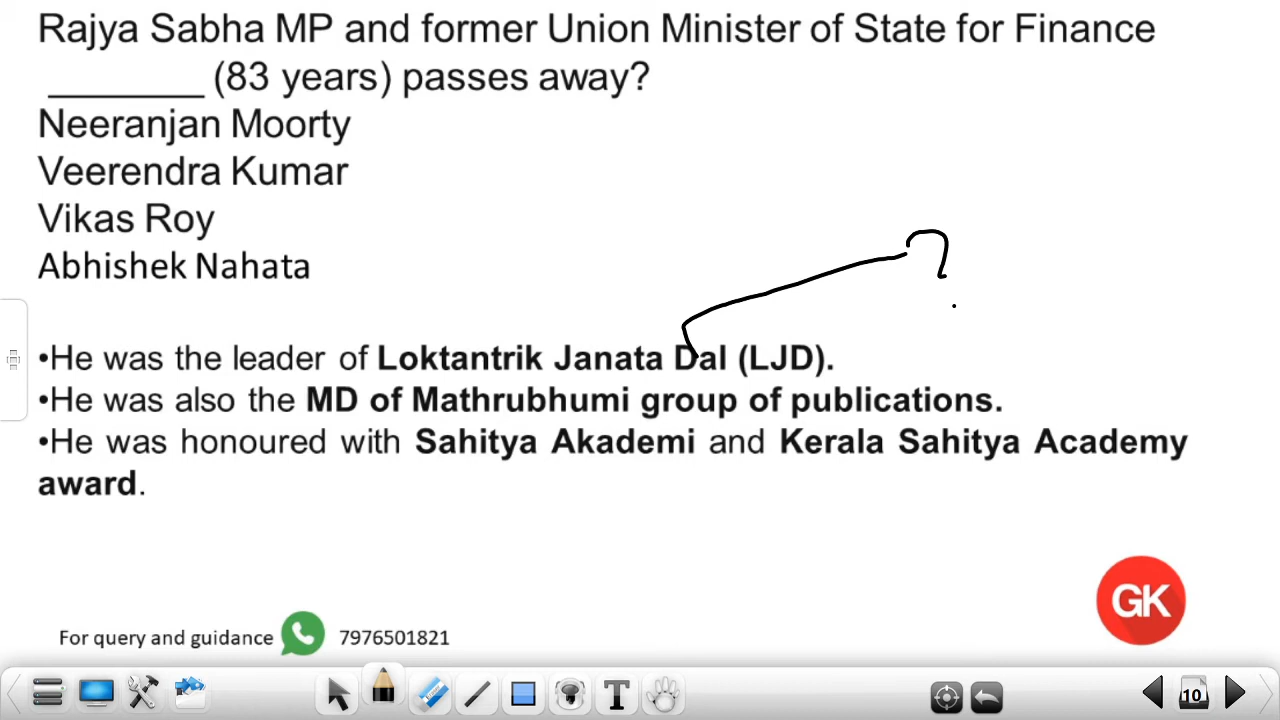 Rajya Sabha MP and former Union Minister of State for Finance
_______ (83 years) passes away?
Neeranjan Moorty
Veerendra Kumar
Vikas Roy
Abhishek Nahata
•He was the leader of Loktantrik Janata Dal (LJD).
•He was also the MD of Mathrubhumi group of publications.
•He was honoured with Sahitya Akademi and Kerala Sahitya Academy
award.
?
GK
For query and guidance 7976501821
T
10